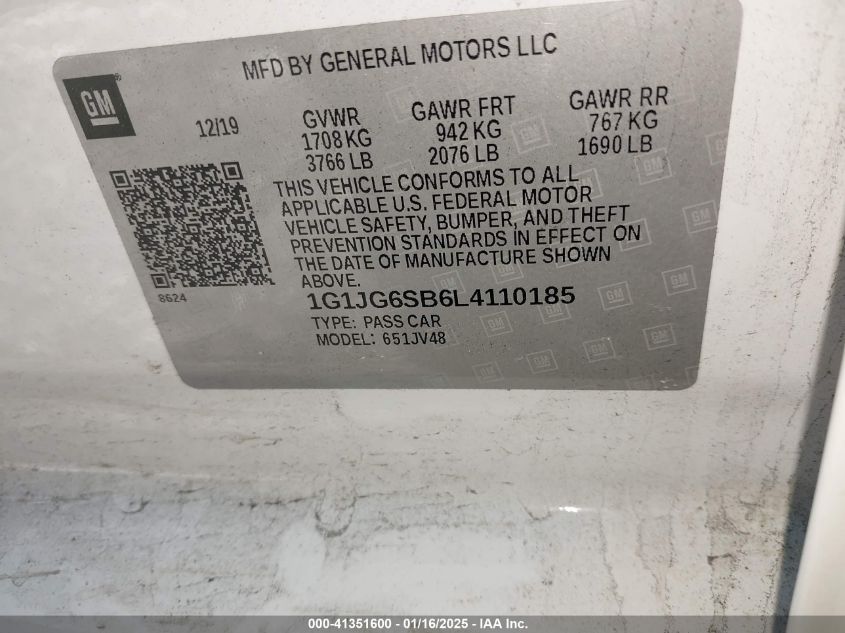 MFD BY GENERAL MOTORS LLC
GM
®
12/19
GVWR
1708 KG
3766 LB
GAWR FRT
942 KG
2076 LB
GAWR RR
767 KG
1690 LB
THIS VEHICLE CONFORMS TO ALL
APPLICABLE U.S. FEDERAL MOTOR
VEHICLE SAFETY, BUMPER, AND THEFT
PREVENTION STANDARDS IN EFFECT ON
THE DATE OF MANUFACTURE SHOWN
ABOVE.
8624
1G1JG6SB6L4110185
TYPE: PASS CAR
MODEL: 651JV48
000-41351600 - 01/16/2025 - IAA Inc.